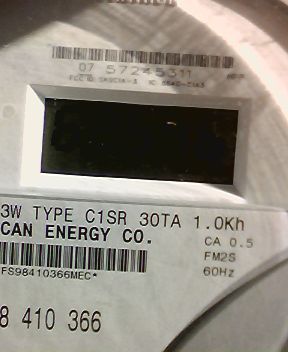 07 57245311
3W TYPE C1SR 30TA 1.0Kh
CAN ENERGY CO.
CA 0.5
FM2S
60Hz
FS98410366MEC*
8 410 366